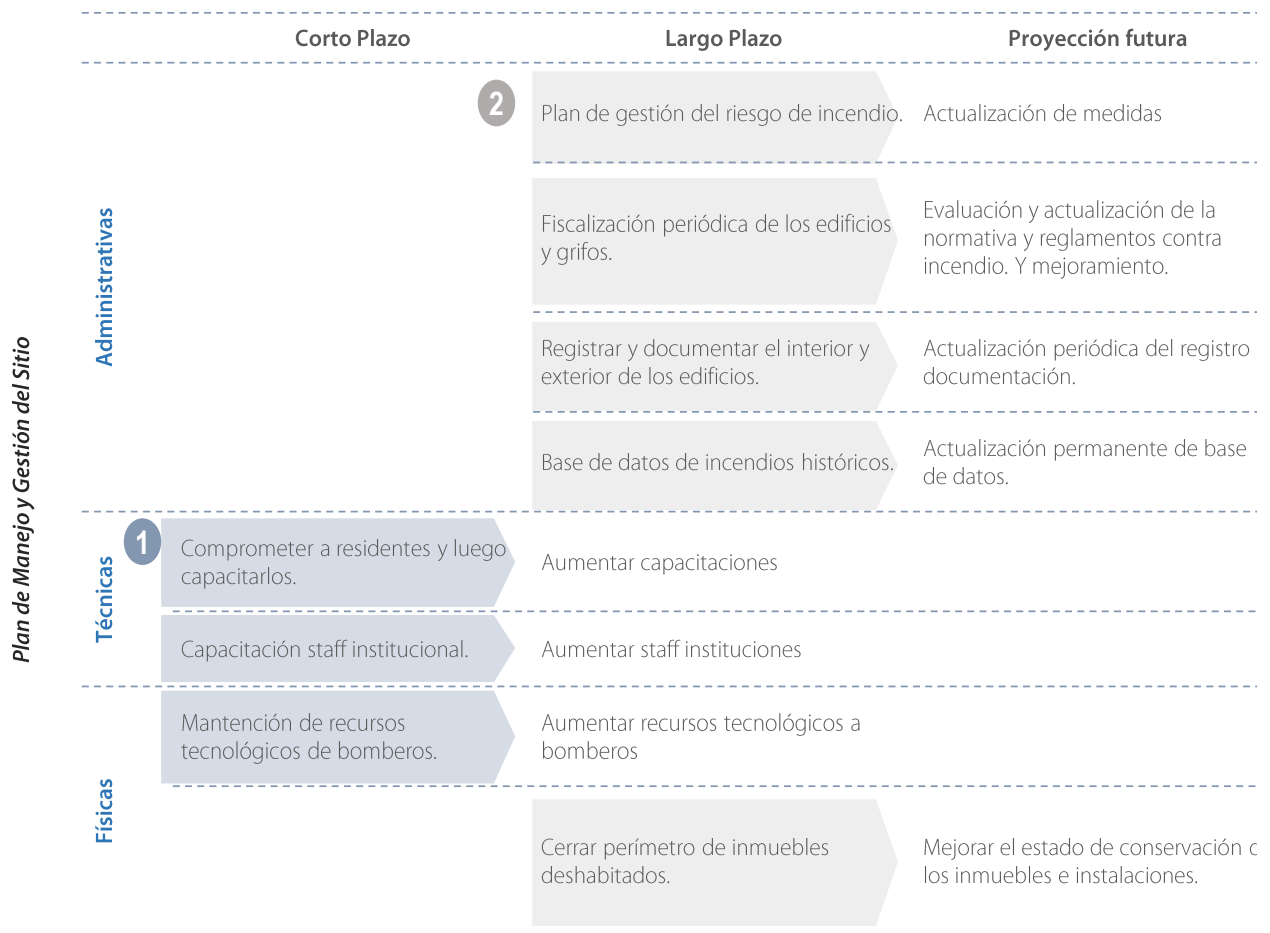 Corto Plazo
Largo Plazo
Proyección futura
Plan de Manejo y Gestión del Sitio
Administrativas
2
Plan de gestión del riesgo de incendio.
Actualización de medidas
Fiscalización periódica de los edificios
y grifos.
Evaluación y actualización de la
normativa y reglamentos contra
incendio. Y mejoramiento.
Registrar y documentar el interior y
exterior de los edificios.
Actualización periódica del registro
documentación.
Base de datos de incendios históricos.
Actualización permanente de base
de datos.
Técnicas
1
Comprometer a residentes y luego
capacitarlos.
Aumentar capacitaciones
Capacitación staff institucional.
Aumentar staff instituciones
Físicas
Mantención de recursos
tecnológicos de bomberos.
Aumentar recursos tecnológicos a
bomberos
Cerrar perímetro de inmuebles
deshabitados.
Mejorar el estado de conservación
los inmuebles e instalaciones.